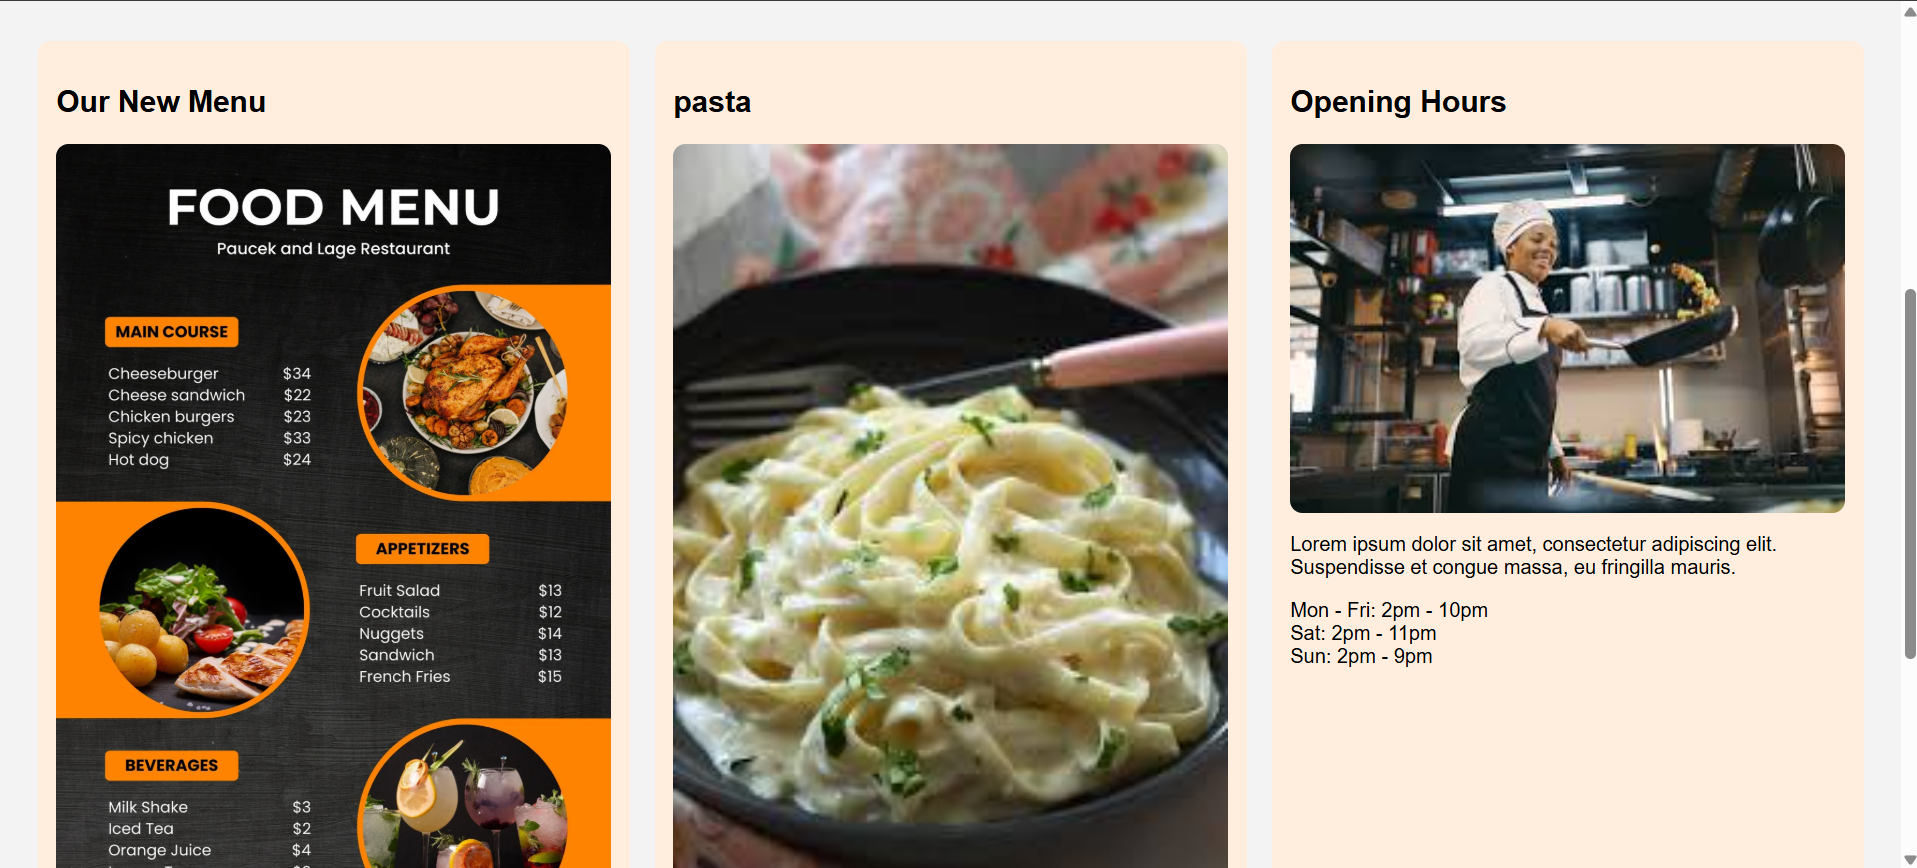 Our New Menu
FOOD MENU
Paucek and Lage Restaurant
MAIN COURSE
Cheeseburger $34
Cheese sandwich $22
Chicken burgers $23
Spicy chicken $33
Hot dog $24
APPETIZERS
Fruit Salad $13
Cocktails $12
Nuggets $14
Sandwich $13
French Fries $15
BEVERAGES
Milk Shake $3
Iced Tea $2
Orange Juice $4
pasta
Opening Hours
Lorem ipsum dolor sit amet, consectetur adipiscing elit.
Suspendisse et congue massa, eu fringilla mauris.
Mon - Fri: 2pm - 10pm
Sat: 2pm - 11pm
Sun: 2pm - 9pm